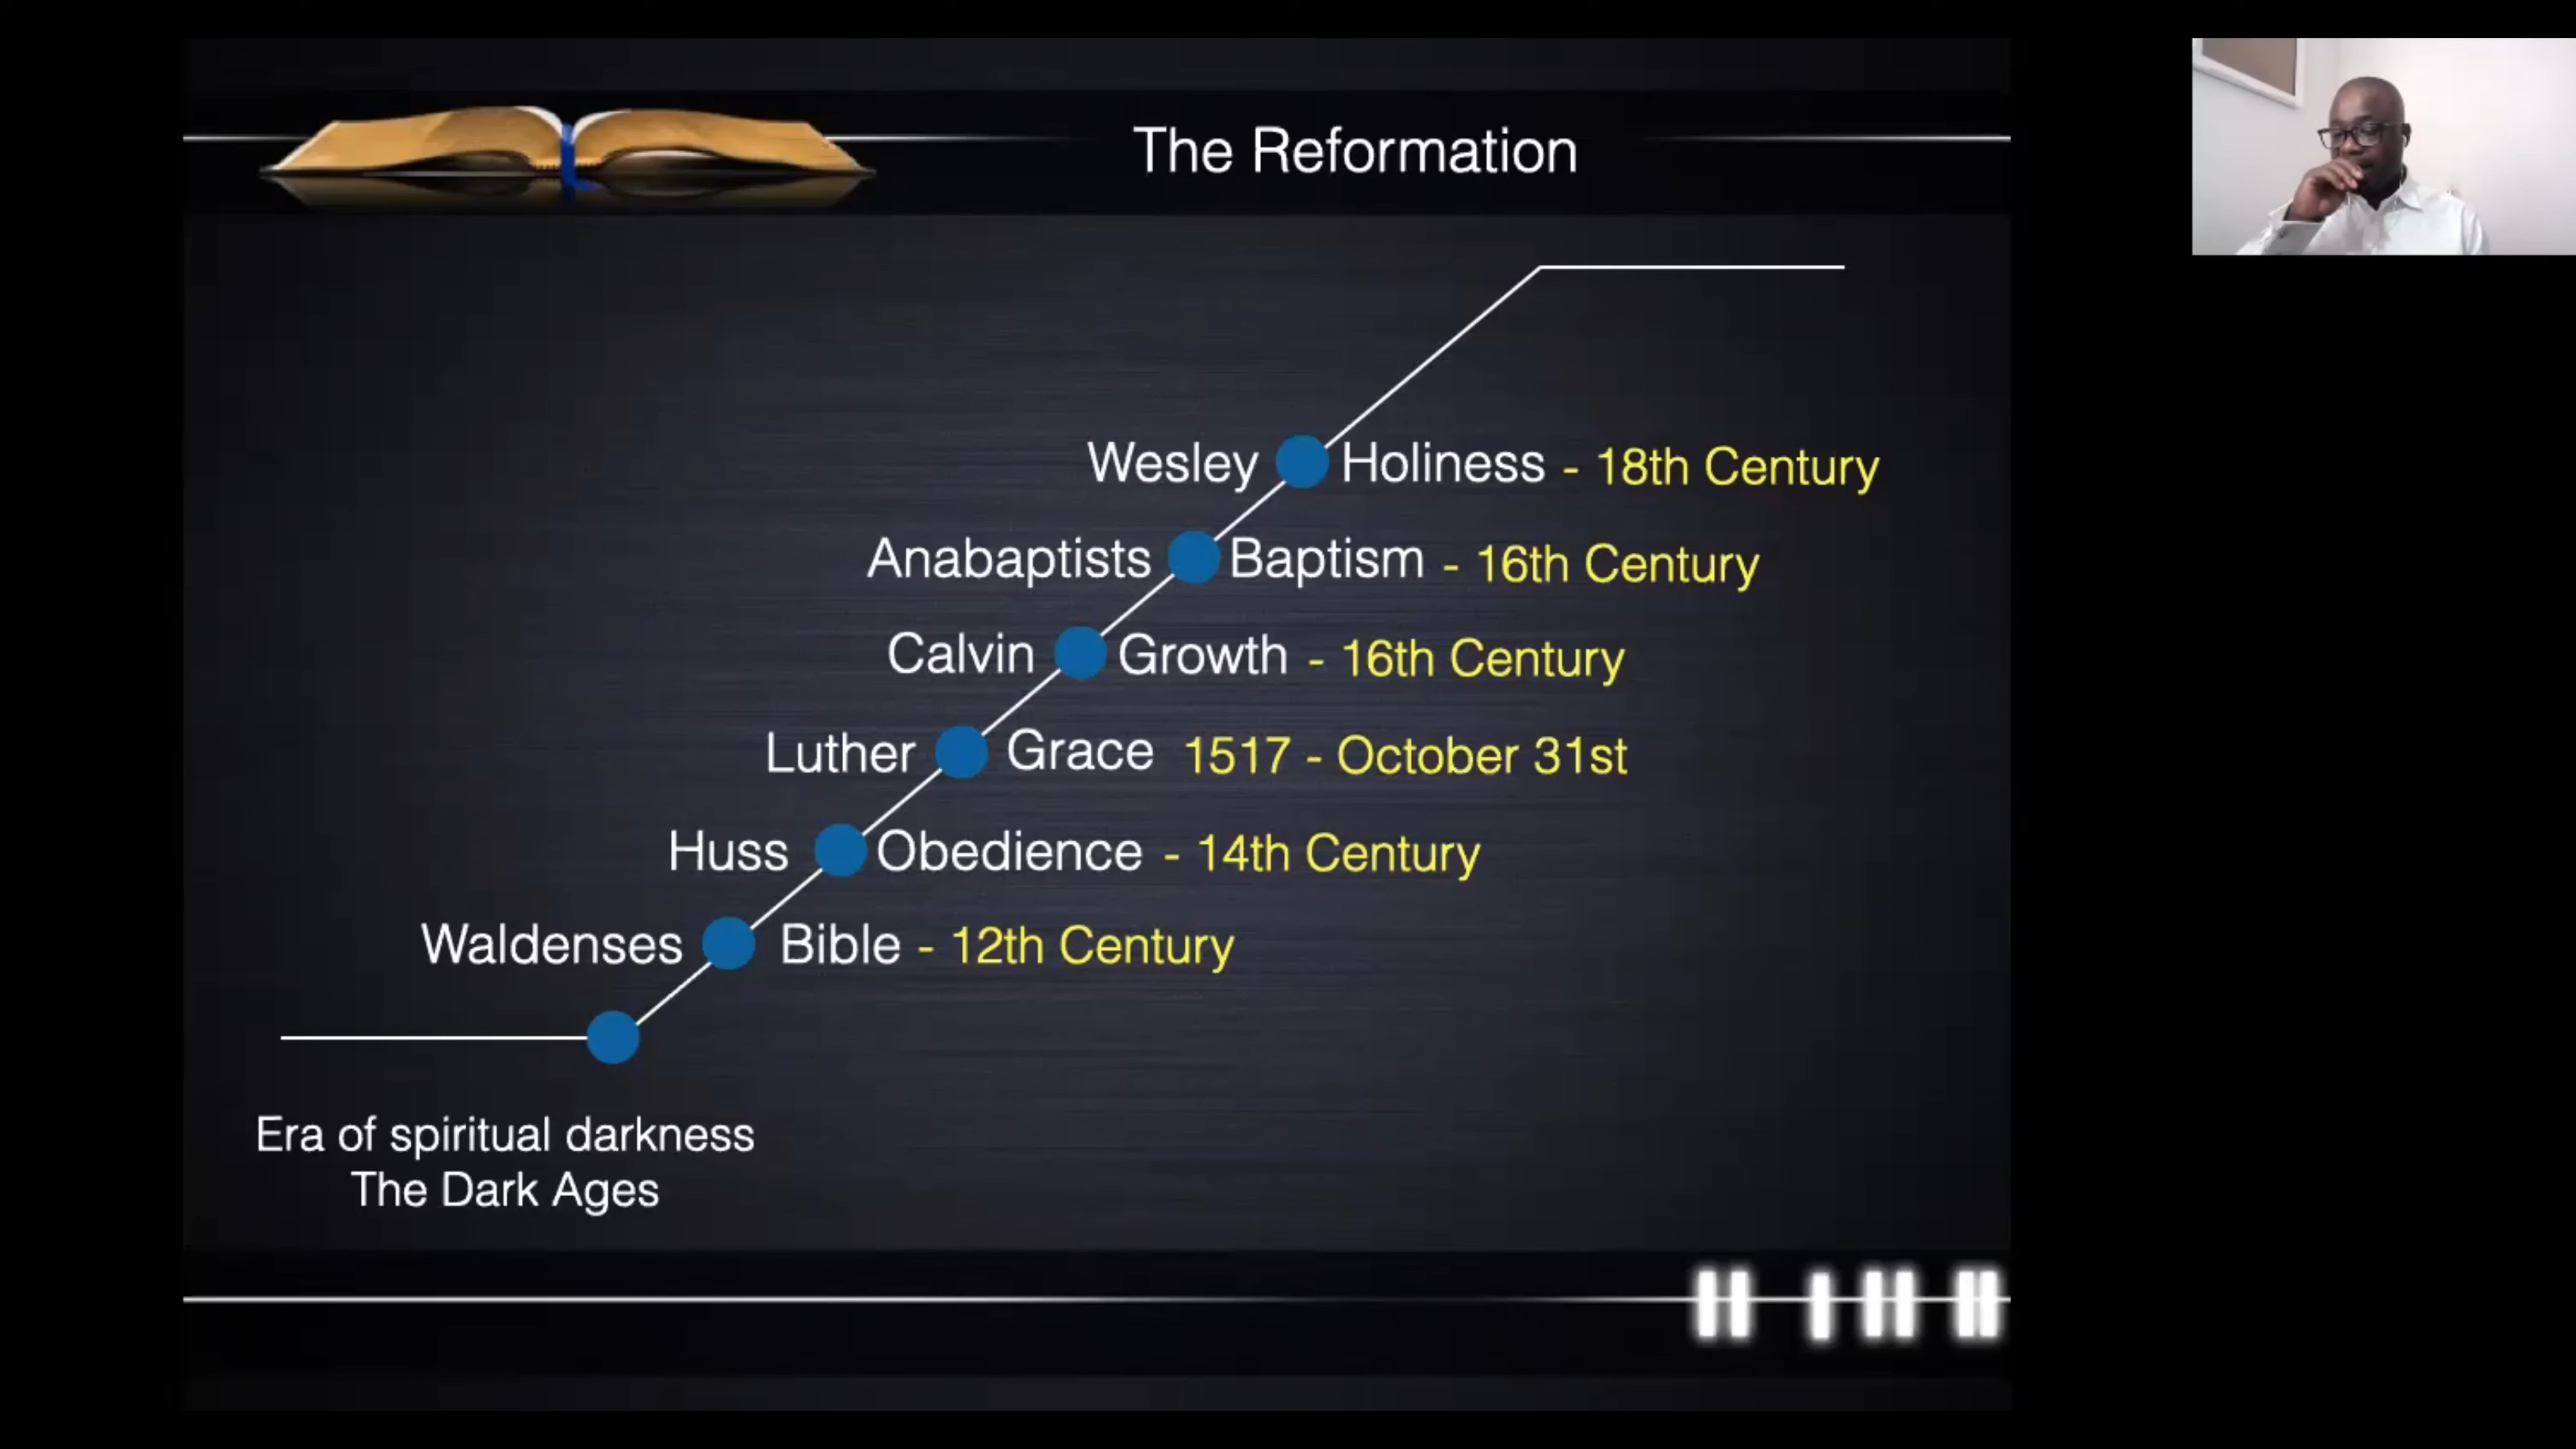 The Reformation
Wesley Holiness - 18th Century
Anabaptists Baptism - 16th Century
Calvin Growth - 16th Century
Luther Grace 1517 - October 31st
Huss Obedience - 14th Century
Waldenses Bible - 12th Century
Era of spiritual darkness
The Dark Ages